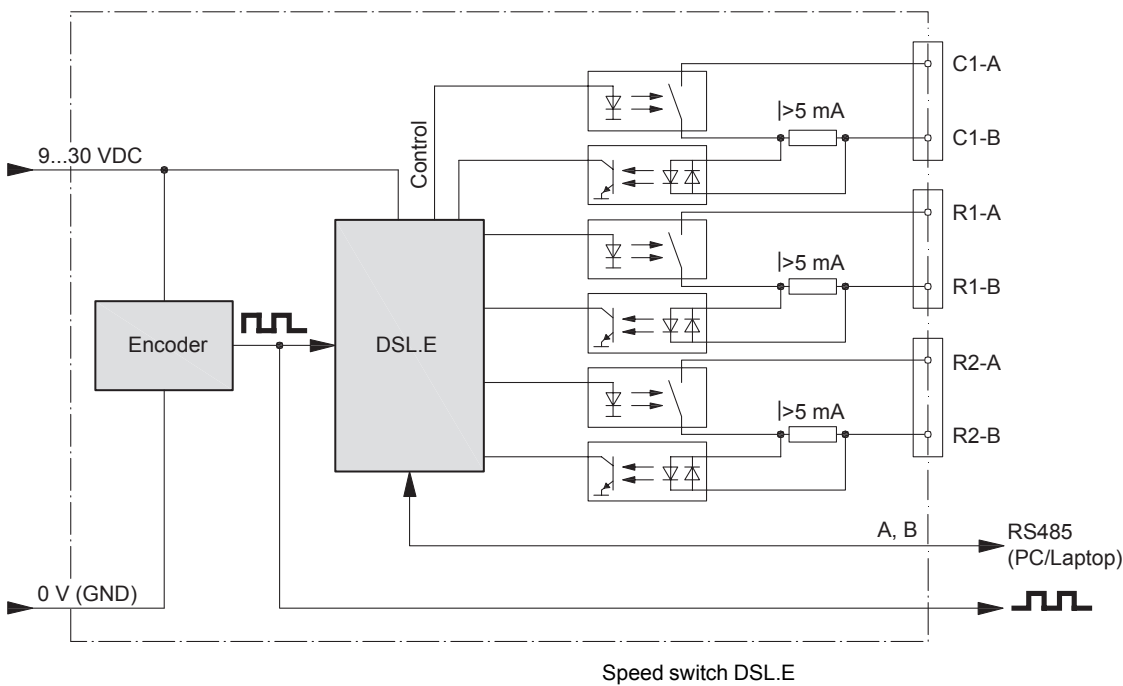 C1-A
I>5 mA
C1-B
9...30 VDC
Control
R1-A
I>5 mA
R1-B
Encoder
DSL.E
R2-A
I>5 mA
R2-B
A, B
RS485
(PC/Laptop)
0 V (GND)
Speed switch DSL.E